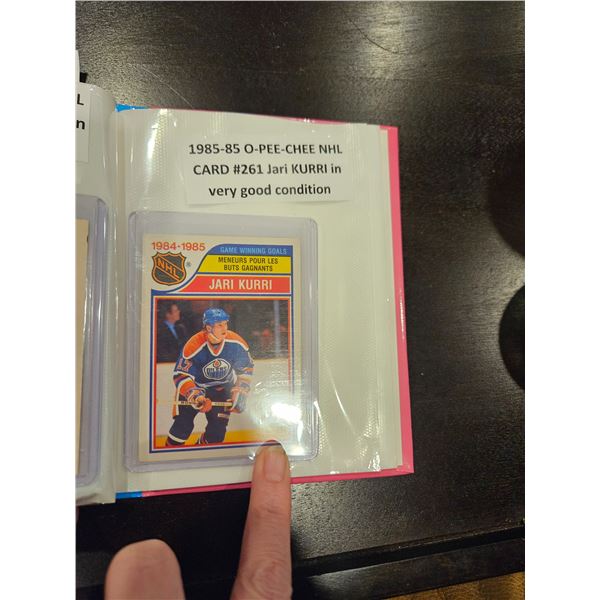 L
n
1985-85 O-PEE-CHEE NHL
CARD #261 Jari KURRI in
very good condition
1984-1985
GAME WINNING GOALS
MENEURS POUR LES
BUTS GAGNANTS
NHL
JARI KURRI
OILERS